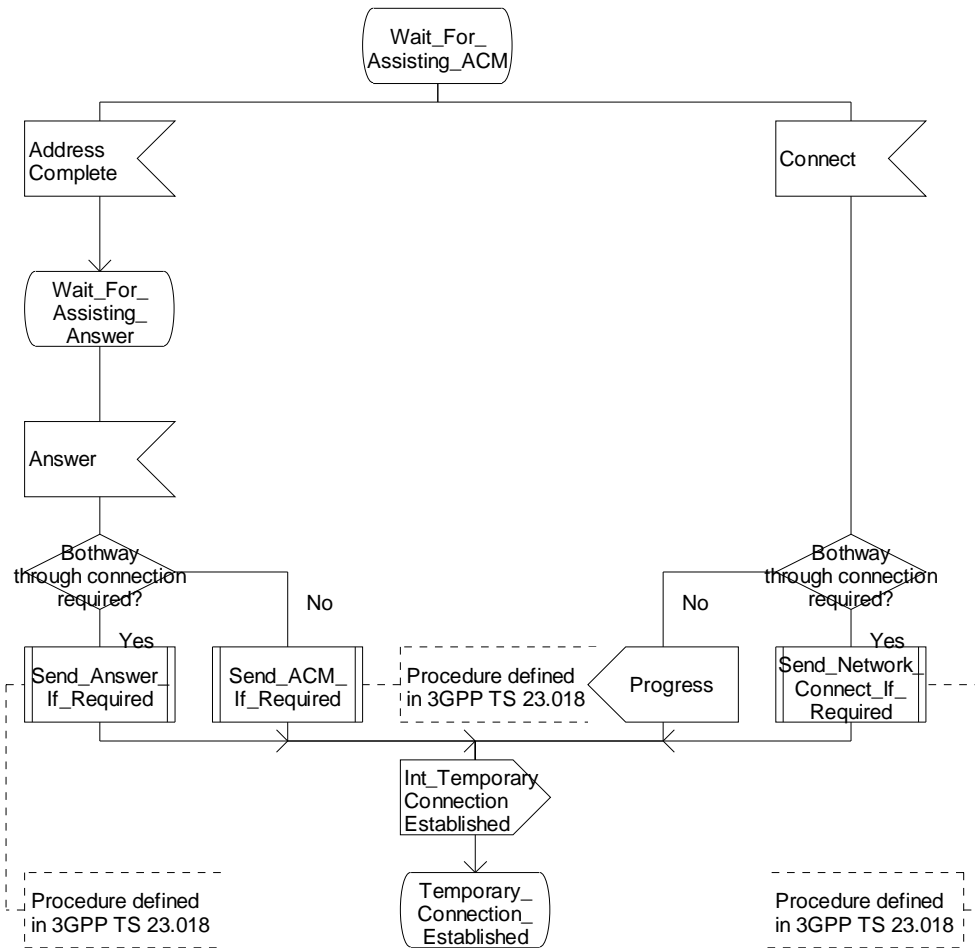 Wait_For_
Assisting_ACM
Address
Complete
Connect
Wait_For_
Assisting_
Answer
Answer
Bothway
through connection
required?
Bothway
through connection
required?
No
No
Yes
Yes
Send_Answer_
If_Required
Send_ACM_
If_Required
Procedure defined
in 3GPP TS 23.018
Progress
Send_Network_
Connect_If_
Required
Int_Temporary
Connection
Established
Procedure defined
in 3GPP TS 23.018
Temporary_
Connection_
Established
Procedure defined
in 3GPP TS 23.018